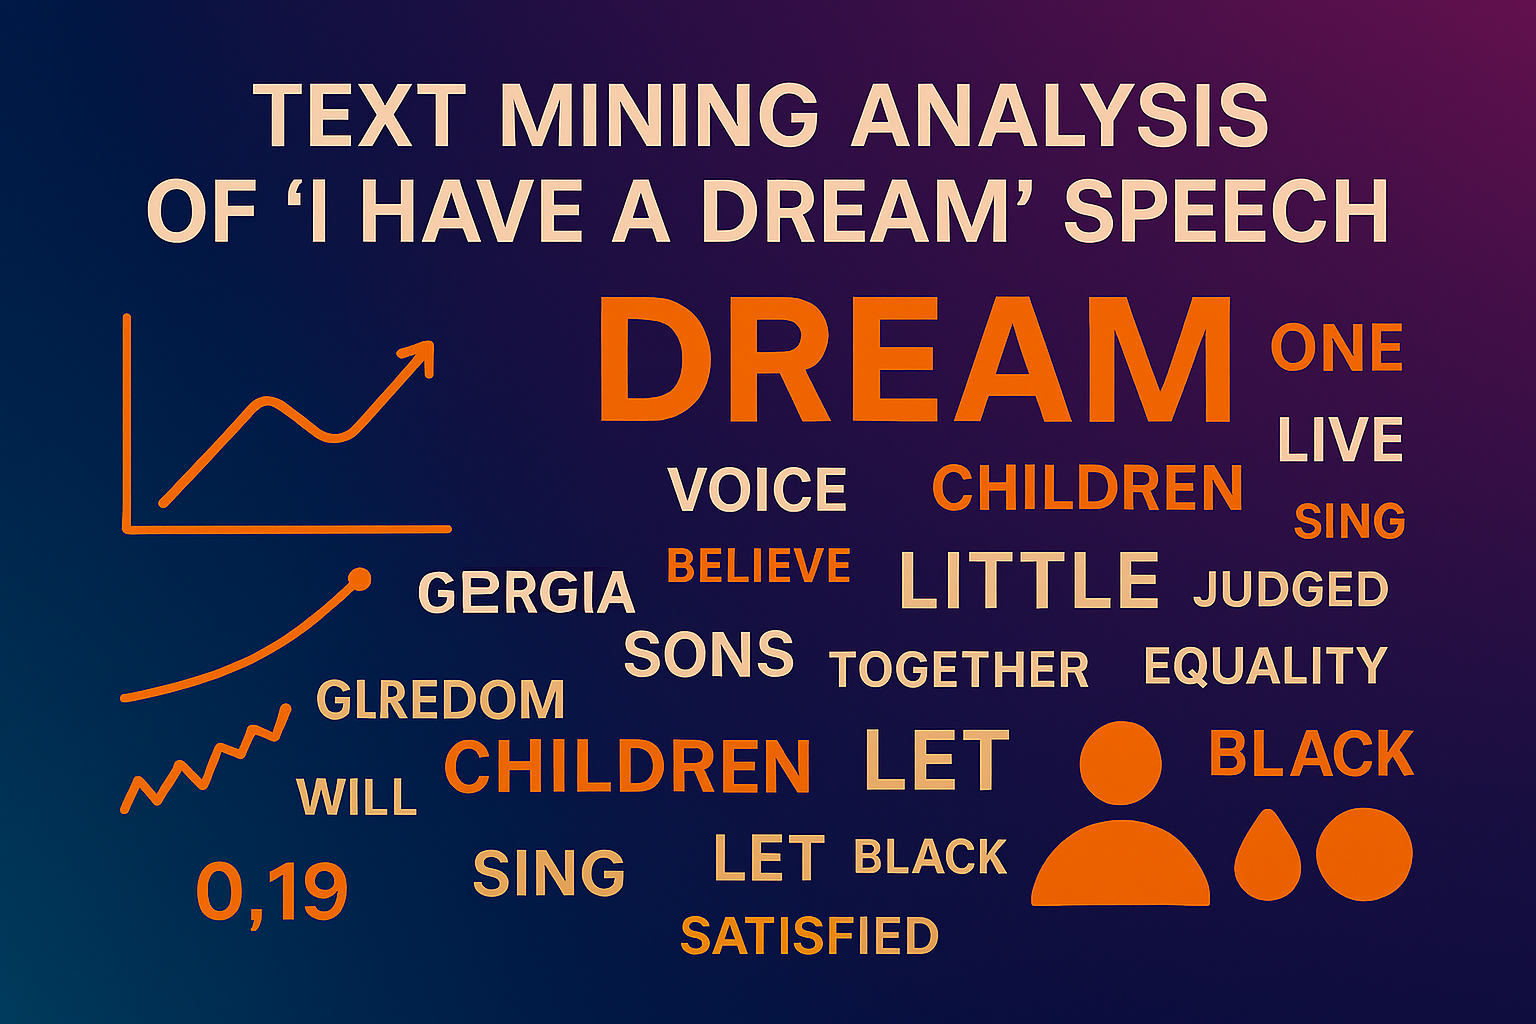 TEXT MINING ANALYSIS
OF ‘I HAVE A DREAM’ SPEECH
DREAM
ONE
LIVE
VOICE
CHILDREN
SING
BELIEVE
LITTLE
JUDGED
SONS
TOGETHER
EQUALITY
GLREDOM
CHILDREN
LET
BLACK
WILL
SING
LET
BLACK
0,19
SATISFIED